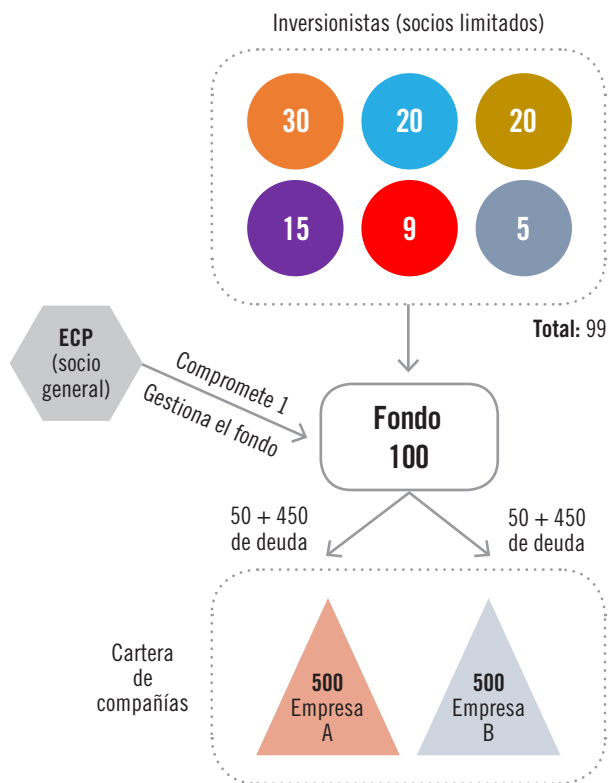 Inversionistas (socios limitados)
30
20
20
15
9
5
Total: 99
ECP
(socio
general)
Compromete 1
Gestiona el fondo
Fondo
100
50 + 450
de deuda
50 + 450
de deuda
Cartera
de
compañías
500
Empresa
A
500
Empresa
B